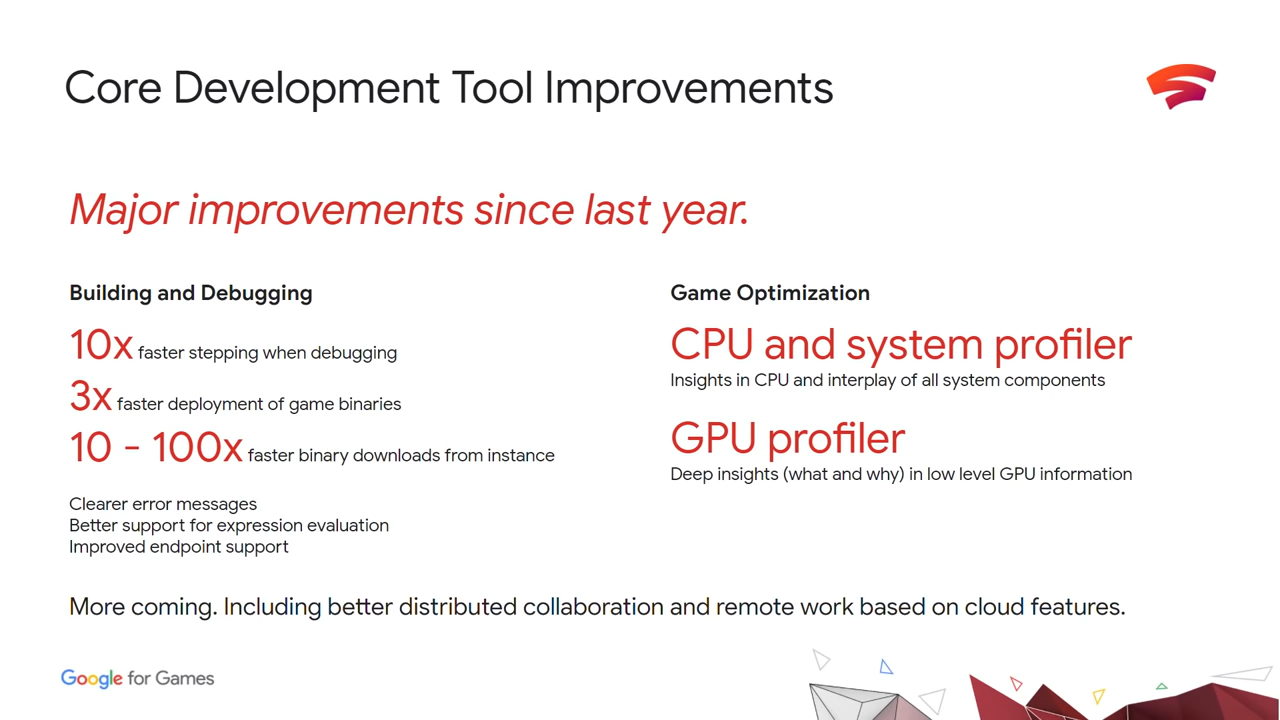 Core Development Tool Improvements
Major improvements since last year.
Building and Debugging
10x faster stepping when debugging
3x faster deployment of game binaries
10 - 100x faster binary downloads from instance
Clearer error messages
Better support for expression evaluation
Improved endpoint support
Game Optimization
CPU and system profiler
Insights in CPU and interplay of all system components
GPU profiler
Deep insights (what and why) in low level GPU information
More coming. Including better distributed collaboration and remote work based on cloud features.
Google for Games